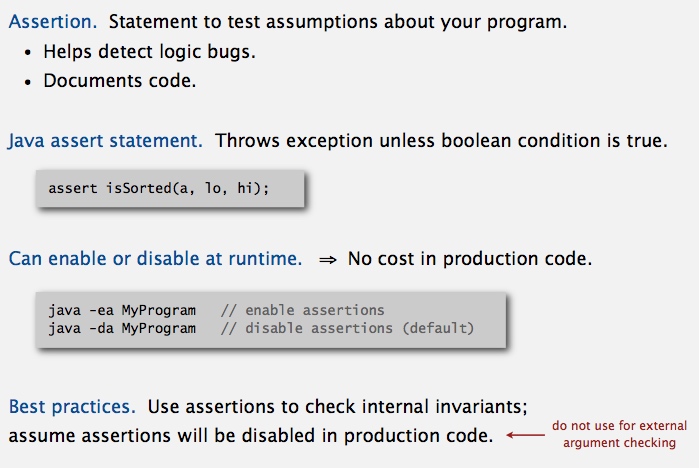 Assertion. Statement to test assumptions about your program.
• Helps detect logic bugs.
• Documents code.
Java assert statement. Throws exception unless boolean condition is true.
assert isSorted(a, lo, hi);
Can enable or disable at runtime. ⇒ No cost in production code.
java -ea MyProgram // enable assertions
java -da MyProgram // disable assertions (default)
Best practices. Use assertions to check internal invariants;
assume assertions will be disabled in production code.
do not use for external
argument checking